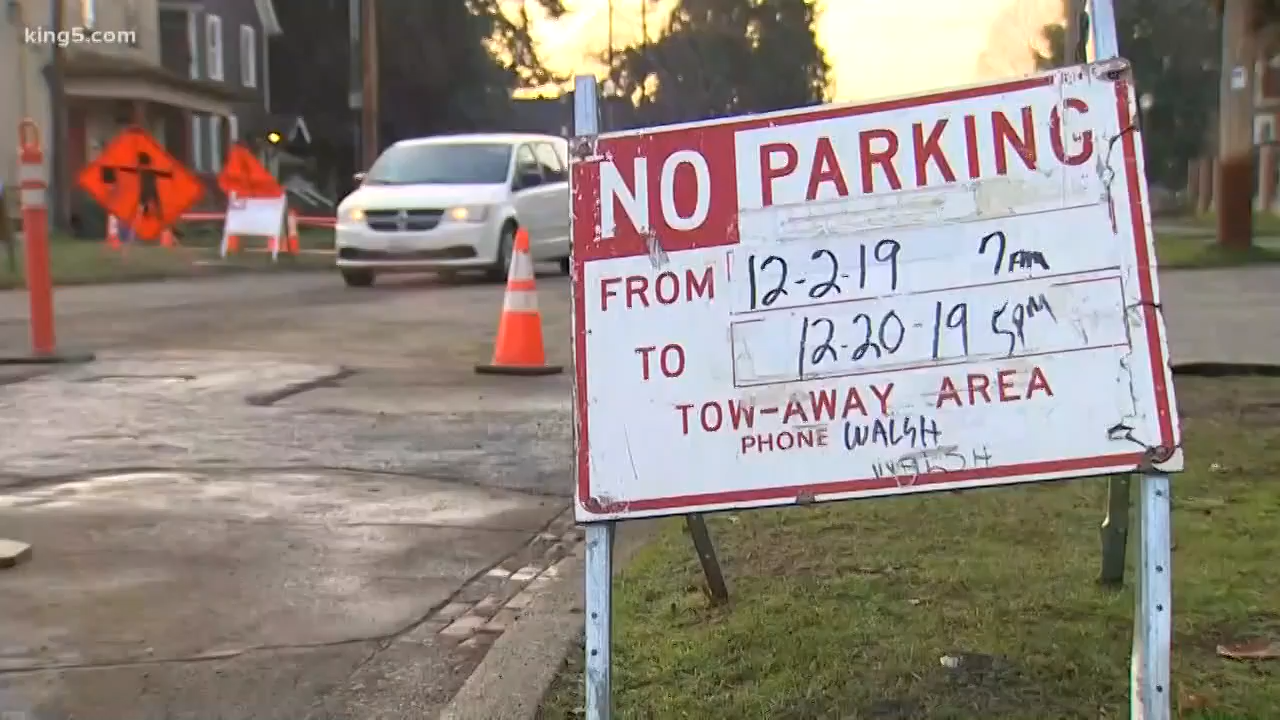 king5.com
NO PARKING
FROM 12-2-19 7AM
TO 12-20-19 5PM
TOW-AWAY AREA
PHONE WALSH
WALSH